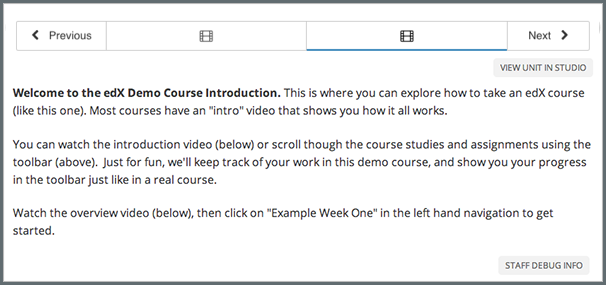 Previous
Next
VIEW UNIT IN STUDIO
Welcome to the edX Demo Course Introduction. This is where you can explore how to take an edX course
(like this one). Most courses have an "intro" video that shows you how it all works.
You can watch the introduction video (below) or scroll though the course studies and assignments using the
toolbar (above).  Just for fun, we'll keep track of your work in this demo course, and show you your progress
in the toolbar just like in a real course.
Watch the overview video (below), then click on "Example Week One" in the left hand navigation to get
started.
STAFF DEBUG INFO